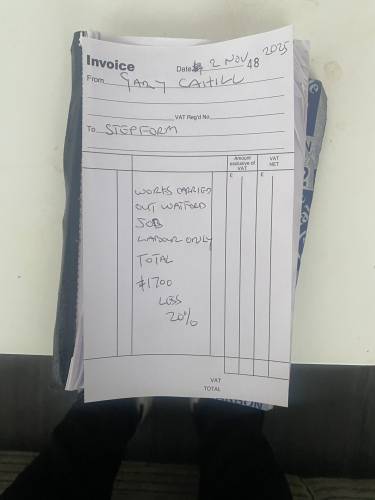 Invoice
Date 2 NOV 2025
48
From GARY CAHILL
VAT Reg'd No.
To STEPFORM
Amount exclusive of VAT
VAT NET
£ £
WORKS CARRIED
OUT WATFORD
JOB
LABOUR ONLY
TOTAL
£1700
LESS
20%
VAT
TOTAL